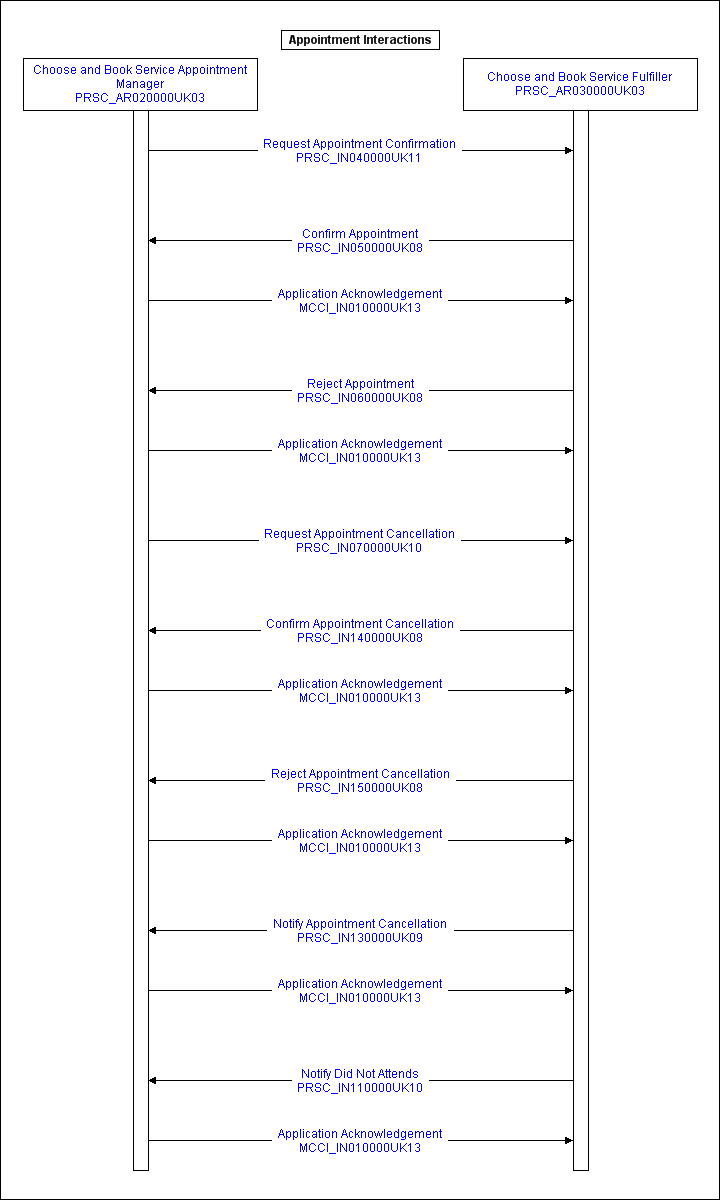 Appointment Interactions
Choose and Book Service Appointment
Manager
PRSC_AR020000UK03
Choose and Book Service Fulfiller
PRSC_AR030000UK03
Request Appointment Confirmation
PRSC_IN040000UK11
Confirm Appointment
PRSC_IN050000UK08
Application Acknowledgement
MCCI_IN010000UK13
Reject Appointment
PRSC_IN060000UK08
Application Acknowledgement
MCCI_IN010000UK13
Request Appointment Cancellation
PRSC_IN070000UK10
Confirm Appointment Cancellation
PRSC_IN140000UK08
Application Acknowledgement
MCCI_IN010000UK13
Reject Appointment Cancellation
PRSC_IN150000UK08
Application Acknowledgement
MCCI_IN010000UK13
Notify Appointment Cancellation
PRSC_IN130000UK09
Application Acknowledgement
MCCI_IN010000UK13
Notify Did Not Attends
PRSC_IN110000UK10
Application Acknowledgement
MCCI_IN010000UK13